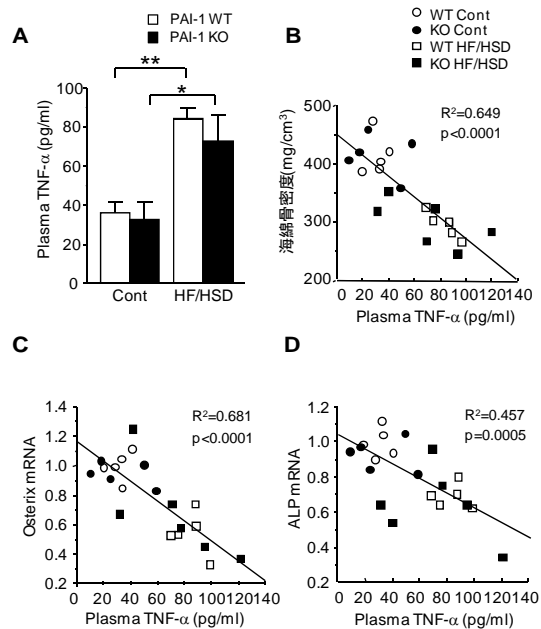 PAI-1 WT
PAI-1 KO
A
**
*
100
80
60
40
20
0
Plasma TNF-α (pg/ml)
Cont HF/HSD
WT Cont
KO Cont
WT HF/HSD
KO HF/HSD
B
500
400
300
200
海綿骨密度(mg/cm³)
R²=0.649
p<0.0001
0 20 40 60 80 100 120 140
Plasma TNF-α (pg/ml)
C
1.4
1.2
1.0
0.8
0.6
0.4
0.2
Osterix mRNA
R²=0.681
p<0.0001
0 20 40 60 80 100 120 140
Plasma TNF-α (pg/ml)
D
1.4
1.2
1.0
0.8
0.6
0.4
0.2
ALP mRNA
R²=0.457
p=0.0005
0 20 40 60 80 100 120 140
Plasma TNF-α (pg/ml)